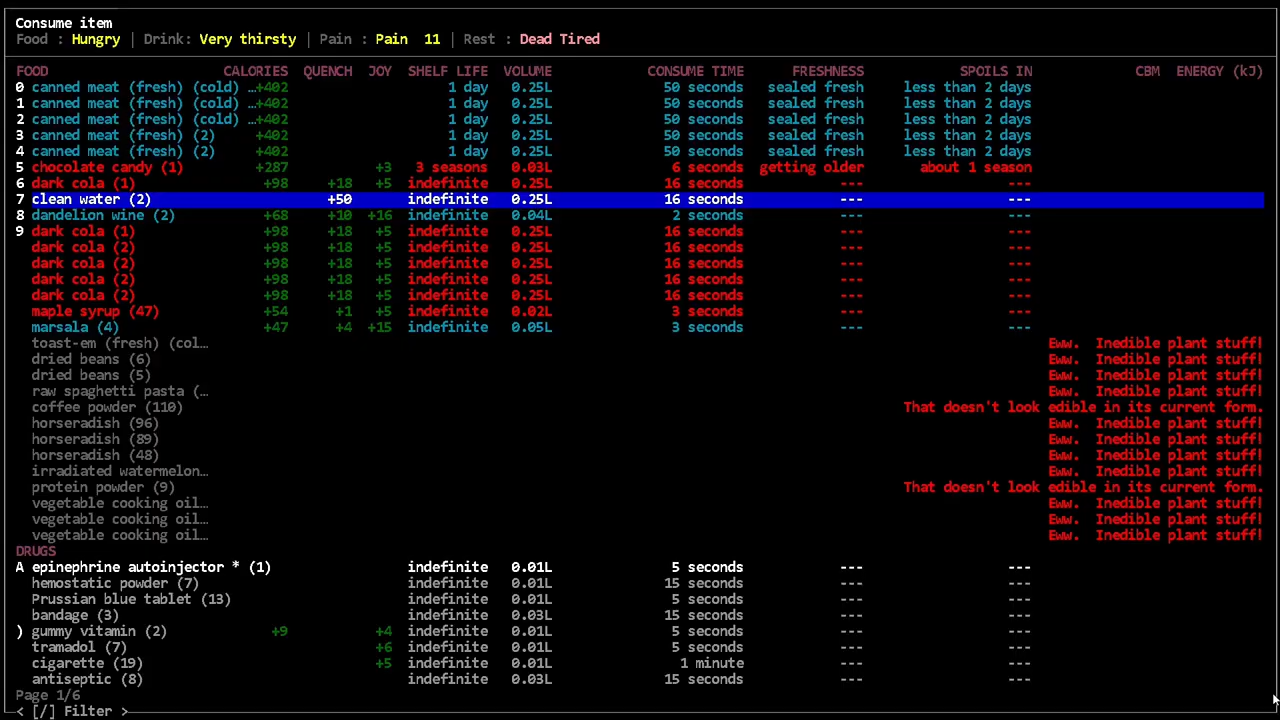 Consume item
Food : Hungry | Drink: Very thirsty | Pain : Pain 11 | Rest : Dead Tired
FOOD CALORIES QUENCH JOY SHELF LIFE VOLUME CONSUME TIME FRESHNESS SPOILS IN CBM ENERGY (kJ)
0 canned meat (fresh) (cold) …+402 1 day 0.25L 50 seconds sealed fresh less than 2 days
1 canned meat (fresh) (cold) …+402 1 day 0.25L 50 seconds sealed fresh less than 2 days
2 canned meat (fresh) (cold) …+402 1 day 0.25L 50 seconds sealed fresh less than 2 days
3 canned meat (fresh) (2) +402 1 day 0.25L 50 seconds sealed fresh less than 2 days
4 canned meat (fresh) (2) +402 1 day 0.25L 50 seconds sealed fresh less than 2 days
5 chocolate candy (1) +287 +3 3 seasons 0.03L 6 seconds getting older about 1 season
6 dark cola (1) +98 +18 +5 indefinite 0.25L 16 seconds --- ---
7 clean water (2) +50 indefinite 0.25L 16 seconds --- ---
8 dandelion wine (2) +68 +10 +16 indefinite 0.04L 2 seconds --- ---
9 dark cola (1) +98 +18 +5 indefinite 0.25L 16 seconds --- ---
dark cola (2) +98 +18 +5 indefinite 0.25L 16 seconds --- ---
dark cola (2) +98 +18 +5 indefinite 0.25L 16 seconds --- ---
dark cola (2) +98 +18 +5 indefinite 0.25L 16 seconds --- ---
dark cola (2) +98 +18 +5 indefinite 0.25L 16 seconds --- ---
maple syrup (47) +54 +1 +5 indefinite 0.02L 3 seconds --- ---
marsala (4) +47 +4 +15 indefinite 0.05L 3 seconds --- ---
toast-em (fresh) (col… Eww. Inedible plant stuff!
dried beans (6) Eww. Inedible plant stuff!
dried beans (5) Eww. Inedible plant stuff!
raw spaghetti pasta (… Eww. Inedible plant stuff!
coffee powder (110) That doesn't look edible in its current form.
horseradish (96) Eww. Inedible plant stuff!
horseradish (89) Eww. Inedible plant stuff!
horseradish (48) Eww. Inedible plant stuff!
irradiated watermelon… Eww. Inedible plant stuff!
protein powder (9) That doesn't look edible in its current form.
vegetable cooking oil… Eww. Inedible plant stuff!
vegetable cooking oil… Eww. Inedible plant stuff!
vegetable cooking oil… Eww. Inedible plant stuff!
DRUGS
A epinephrine autoinjector * (1) indefinite 0.01L 5 seconds --- ---
hemostatic powder (7) indefinite 0.01L 15 seconds --- ---
Prussian blue tablet (13) indefinite 0.01L 5 seconds --- ---
bandage (3) indefinite 0.03L 15 seconds --- ---
) gummy vitamin (2) +9 +4 indefinite 0.01L 5 seconds --- ---
tramadol (7) +6 indefinite 0.01L 5 seconds --- ---
cigarette (19) +5 indefinite 0.01L 1 minute --- ---
antiseptic (8) indefinite 0.03L 15 seconds --- ---
Page 1/6
< [/] Filter >